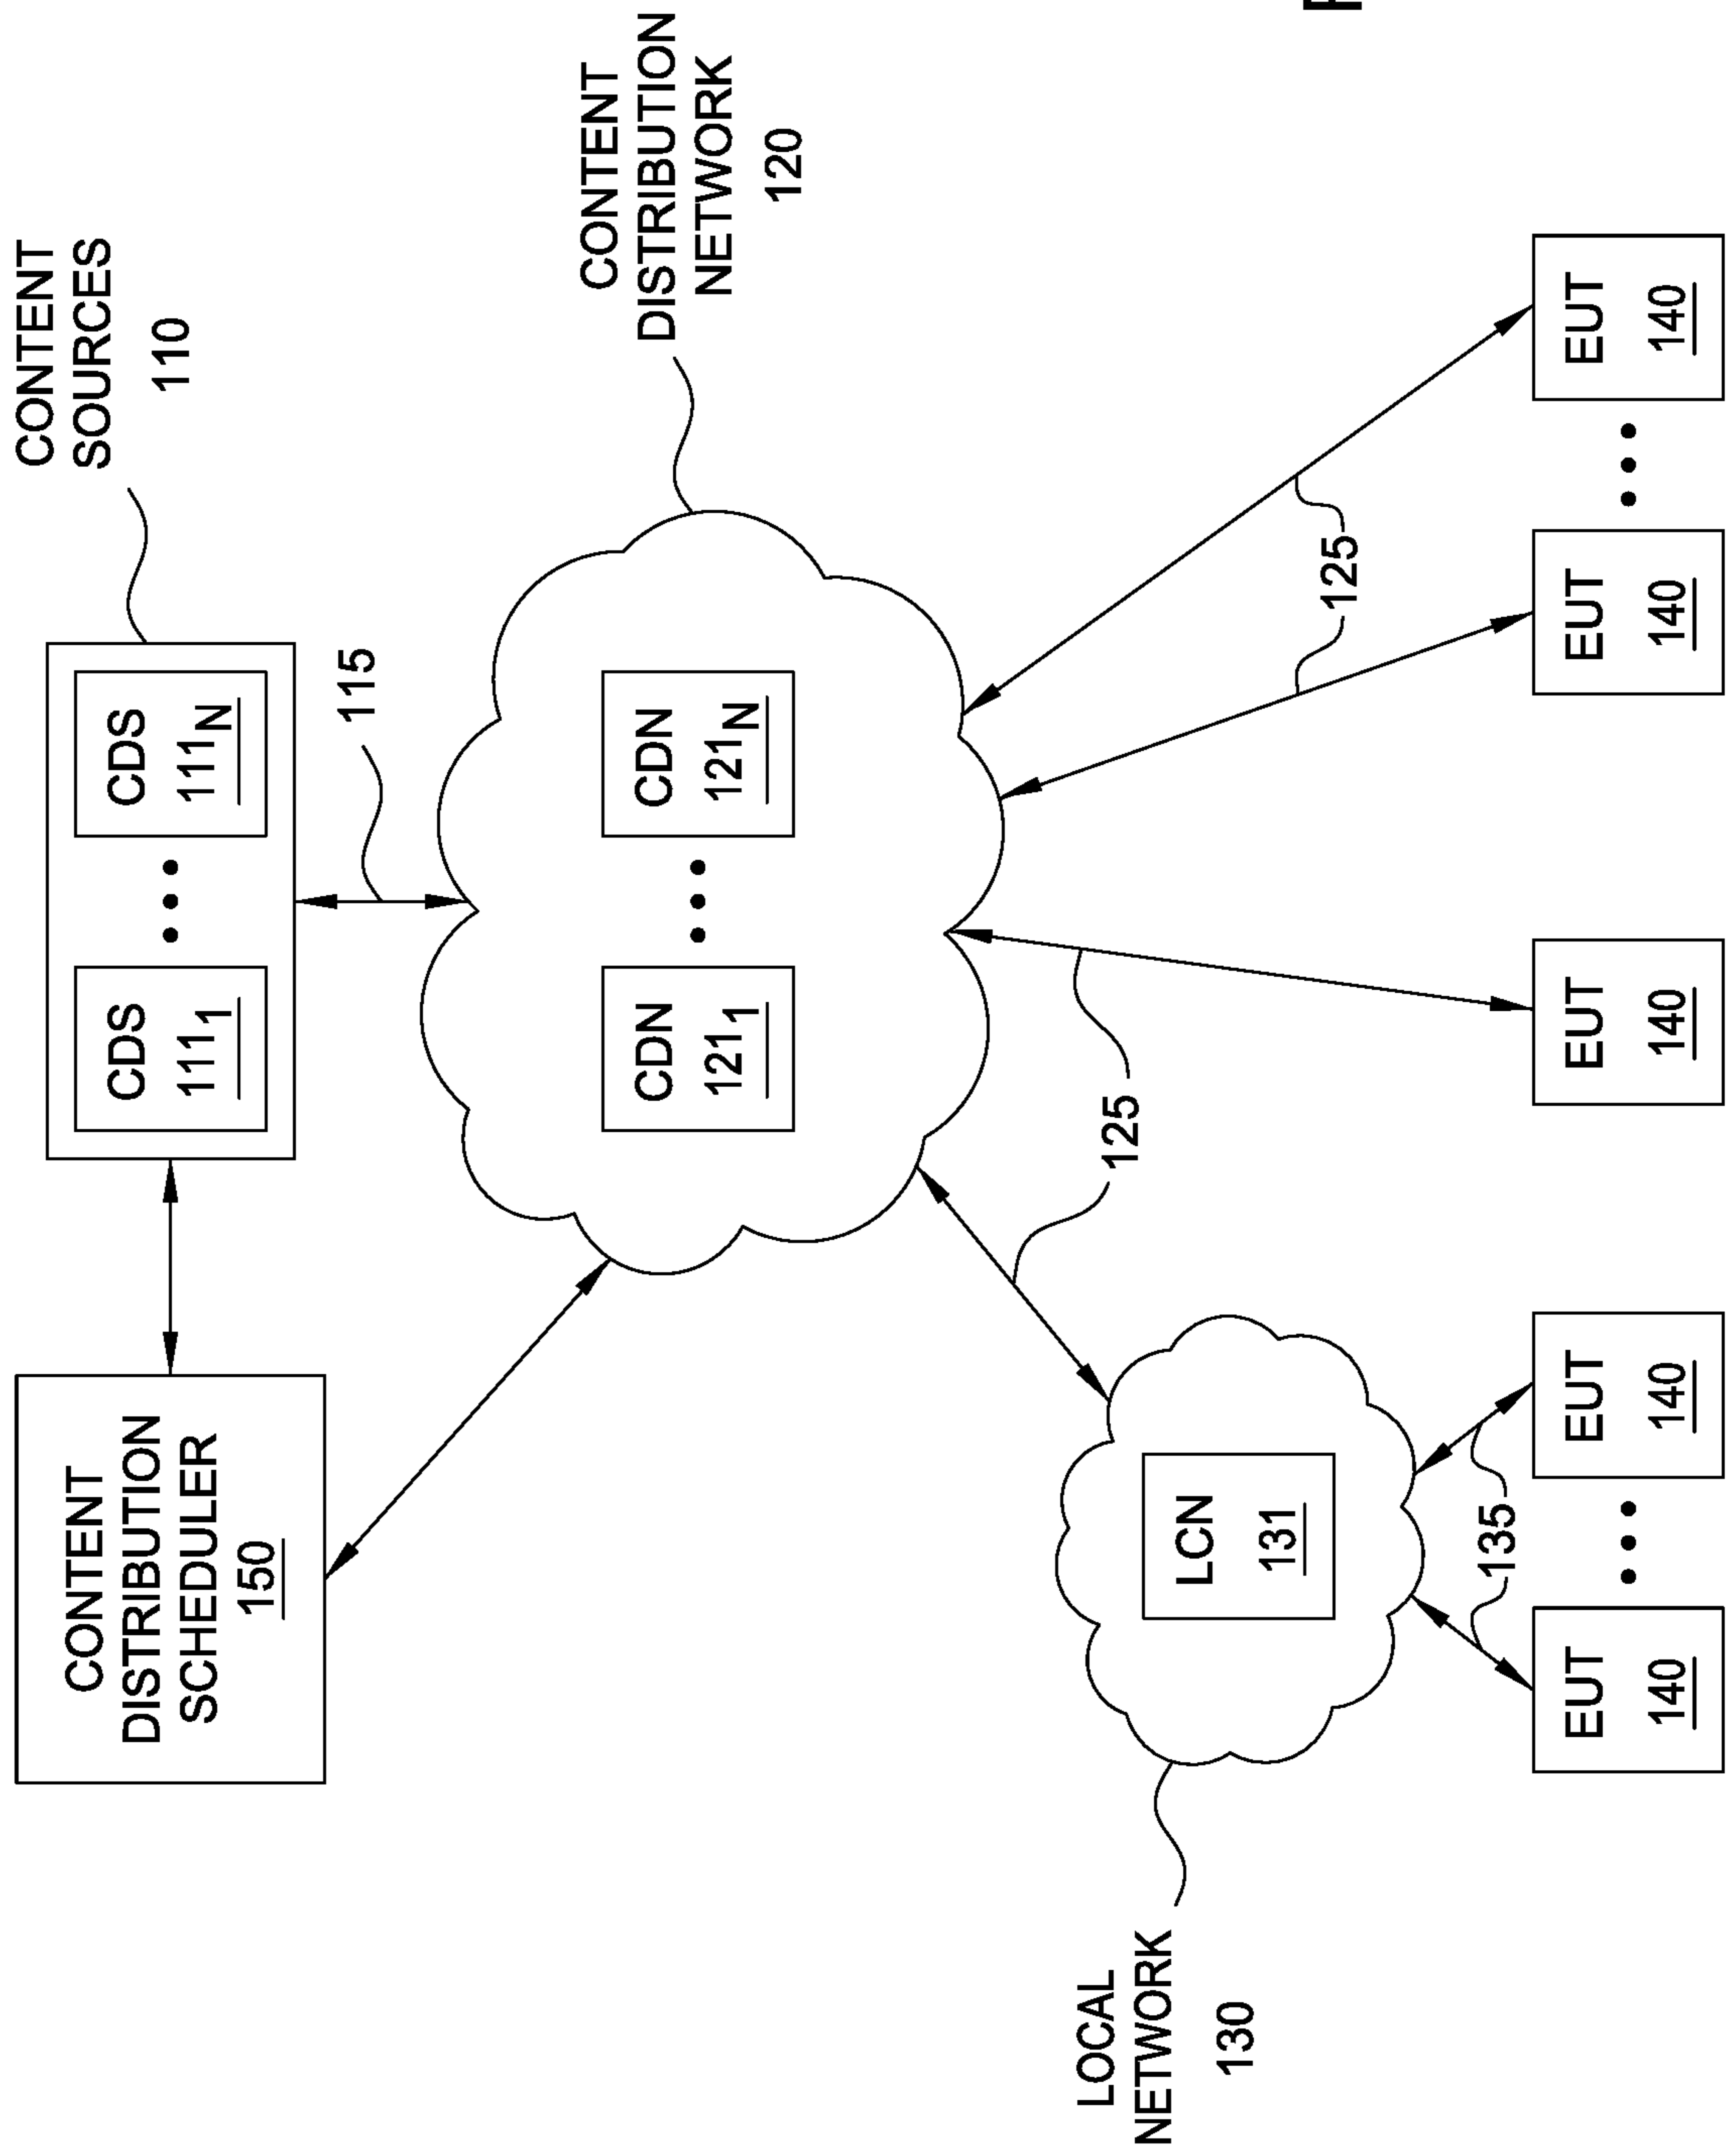 CONTENT
DISTRIBUTION
SCHEDULER
150
CDS
111₁
• • •
CDS
111N
CONTENT
SOURCES
110
115
CDN
121₁
• • •
CDN
121N
CONTENT
DISTRIBUTION
NETWORK
120
LOCAL
NETWORK
130
LCN
131
125
125
135
EUT
140
• • •
EUT
140
EUT
140
EUT
140
• • •
EUT
140